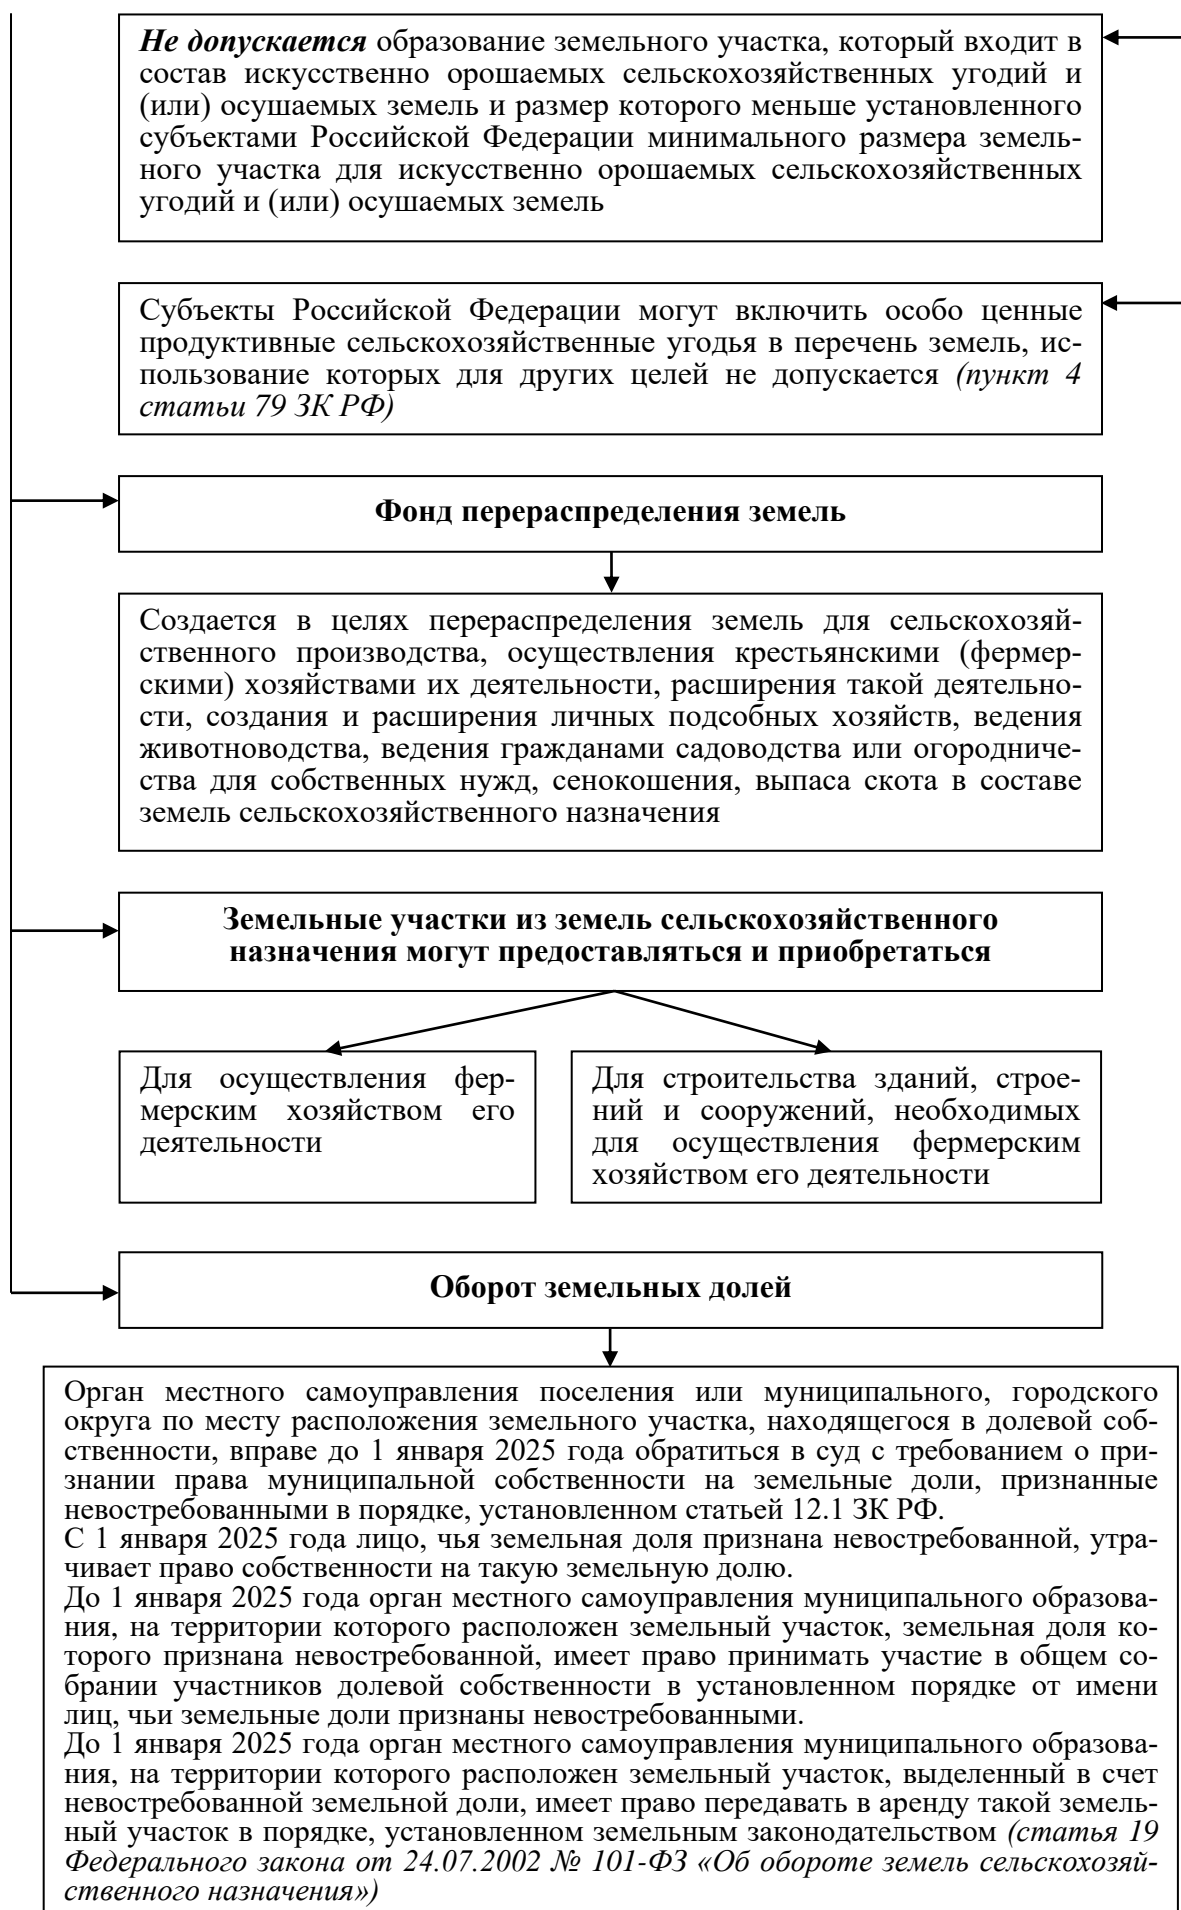 Не допускается образование земельного участка, который входит в
состав искусственно орошаемых сельскохозяйственных угодий и
(или) осушаемых земель и размер которого меньше установленного
субъектами Российской Федерации минимального размера земель-
ного участка для искусственно орошаемых сельскохозяйственных
угодий и (или) осушаемых земель
Субъекты Российской Федерации могут включить особо ценные
продуктивные сельскохозяйственные угодья в перечень земель, ис-
пользование которых для других целей не допускается (пункт 4
статьи 79 ЗК РФ)
Фонд перераспределения земель
Создается в целях перераспределения земель для сельскохозяй-
ственного производства, осуществления крестьянскими (фермер-
скими) хозяйствами их деятельности, расширения такой деятельно-
сти, создания и расширения личных подсобных хозяйств, ведения
животноводства, ведения гражданами садоводства или огородниче-
ства для собственных нужд, сенокошения, выпаса скота в составе
земель сельскохозяйственного назначения
Земельные участки из земель сельскохозяйственного
назначения могут предоставляться и приобретаться
Для осуществления фер-
мерским хозяйством его
деятельности
Для строительства зданий, строе-
ний и сооружений, необходимых
для осуществления фермерским
хозяйством его деятельности
Оборот земельных долей
Орган местного самоуправления поселения или муниципального, городского
округа по месту расположения земельного участка, находящегося в долевой соб-
ственности, вправе до 1 января 2025 года обратиться в суд с требованием о при-
знании права муниципальной собственности на земельные доли, признанные
невостребованными в порядке, установленном статьей 12.1 ЗК РФ.
С 1 января 2025 года лицо, чья земельная доля признана невостребованной, утра-
чивает право собственности на такую земельную долю.
До 1 января 2025 года орган местного самоуправления муниципального образова-
ния, на территории которого расположен земельный участок, земельная доля ко-
торого признана невостребованной, имеет право принимать участие в общем со-
брании участников долевой собственности в установленном порядке от имени
лиц, чьи земельные доли признаны невостребованными.
До 1 января 2025 года орган местного самоуправления муниципального образова-
ния, на территории которого расположен земельный участок, выделенный в счет
невостребованной земельной доли, имеет право передавать в аренду такой земель-
ный участок в порядке, установленном земельным законодательством (статья 19
Федерального закона от 24.07.2002 № 101-ФЗ «Об обороте земель сельскохозяй-
ственного назначения»)